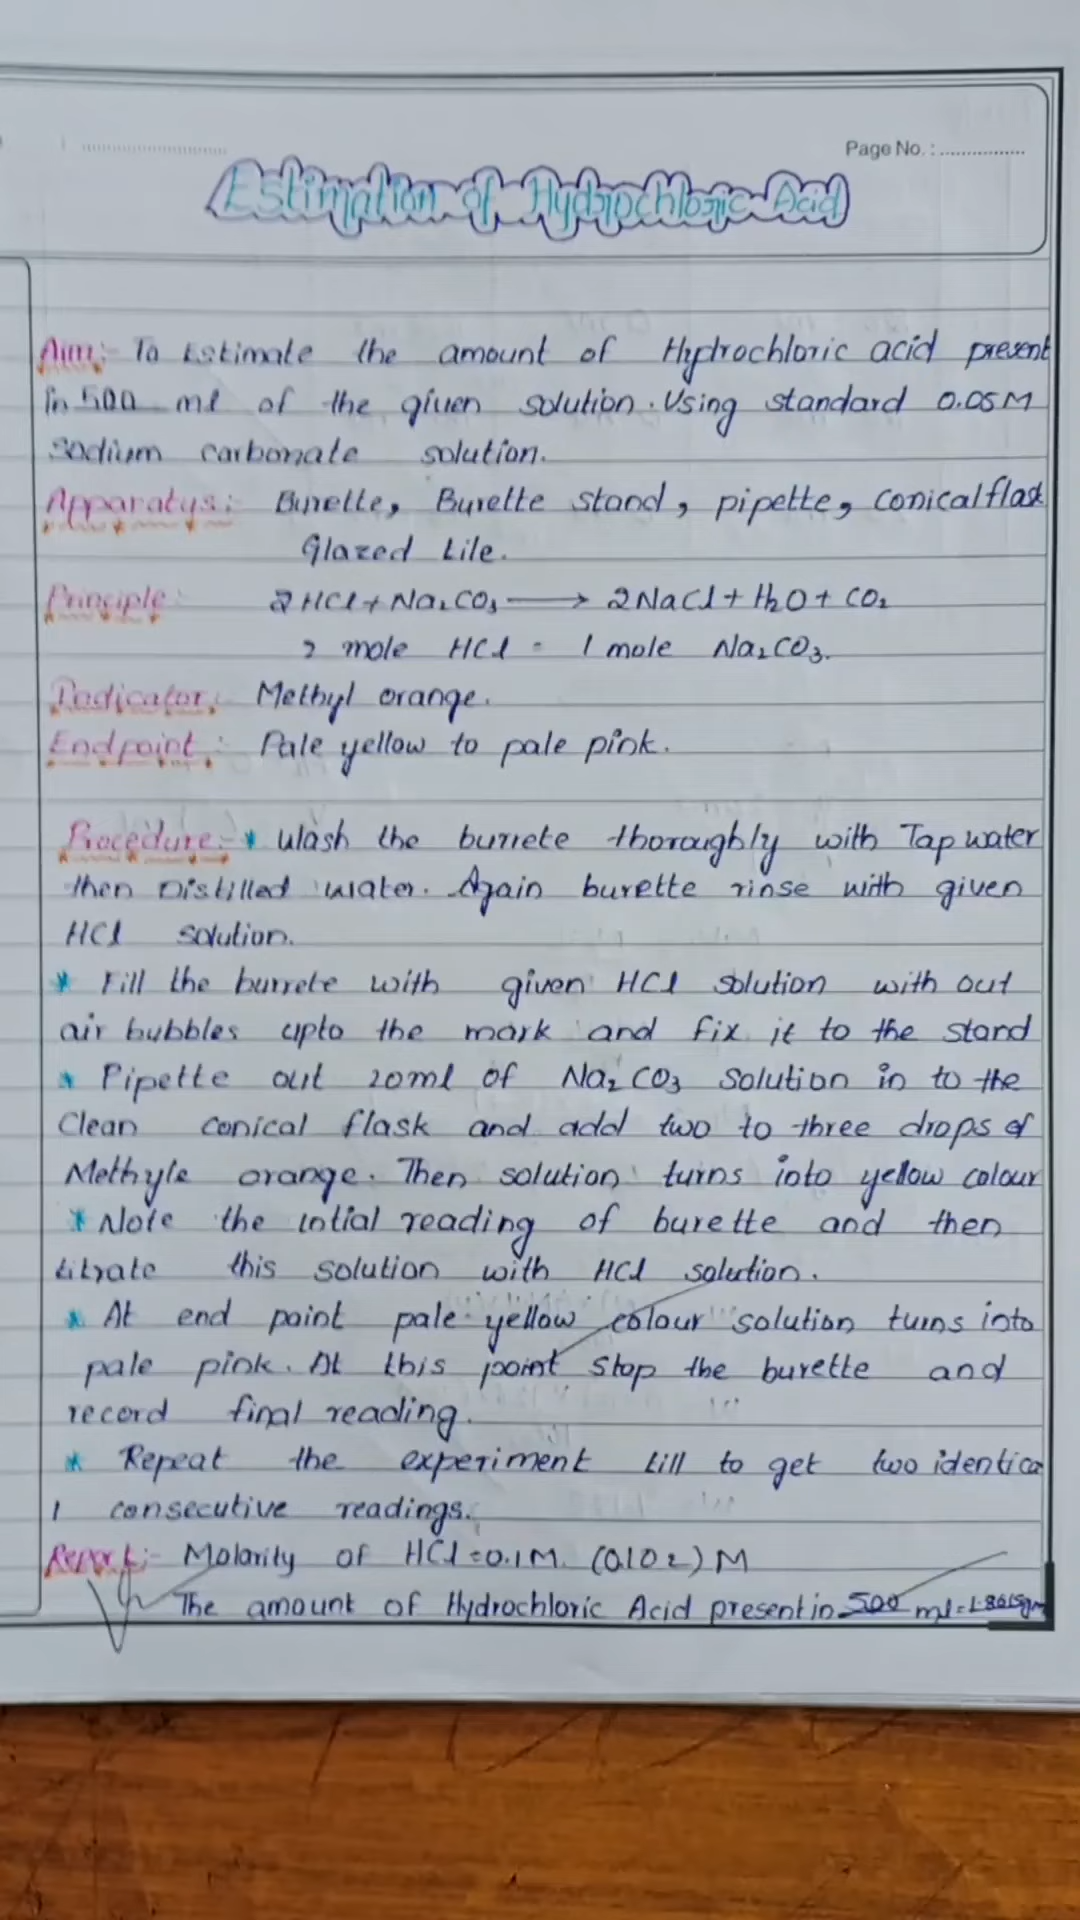 Page No. :
Estimation of Hydrochloric Acid
Aim:- To Estimate the amount of Hydrochloric acid present
in 500 ml of the given solution. Using standard 0.05M
sodium carbonate solution.
Apparatus:- Burette, Burette stand, pipette, conical flask
Glazed tile.
Principle:- 2HCl + Na₂CO₃ → 2NaCl + H₂O + CO₂
2 mole HCl = 1 mole Na₂CO₃.
Indicator:- Methyl orange.
Endpoint:- Pale yellow to pale pink.
Procedure:- * Wash the burrete thoroughly with Tap water
then Distilled water. Again burette rinse with given
HCl solution.
* Fill the burrete with given HCl solution with out
air bubbles upto the mark and fix it to the stand
* Pipette out 20ml of Na₂CO₃ solution in to the
Clean conical flask and add two to three drops of
Methyle orange. Then solution turns into yellow colour
* Note the intial reading of burette and then
titrate this solution with HCl solution.
* At end point pale yellow colour solution turns into
pale pink. At this point stop the burette and
record final reading.
* Repeat the experiment till to get two identica
l consecutive readings.
Report:- Molarity of HCl = 0.1M. (0.102) M
The amount of Hydrochloric Acid present in 500 ml =